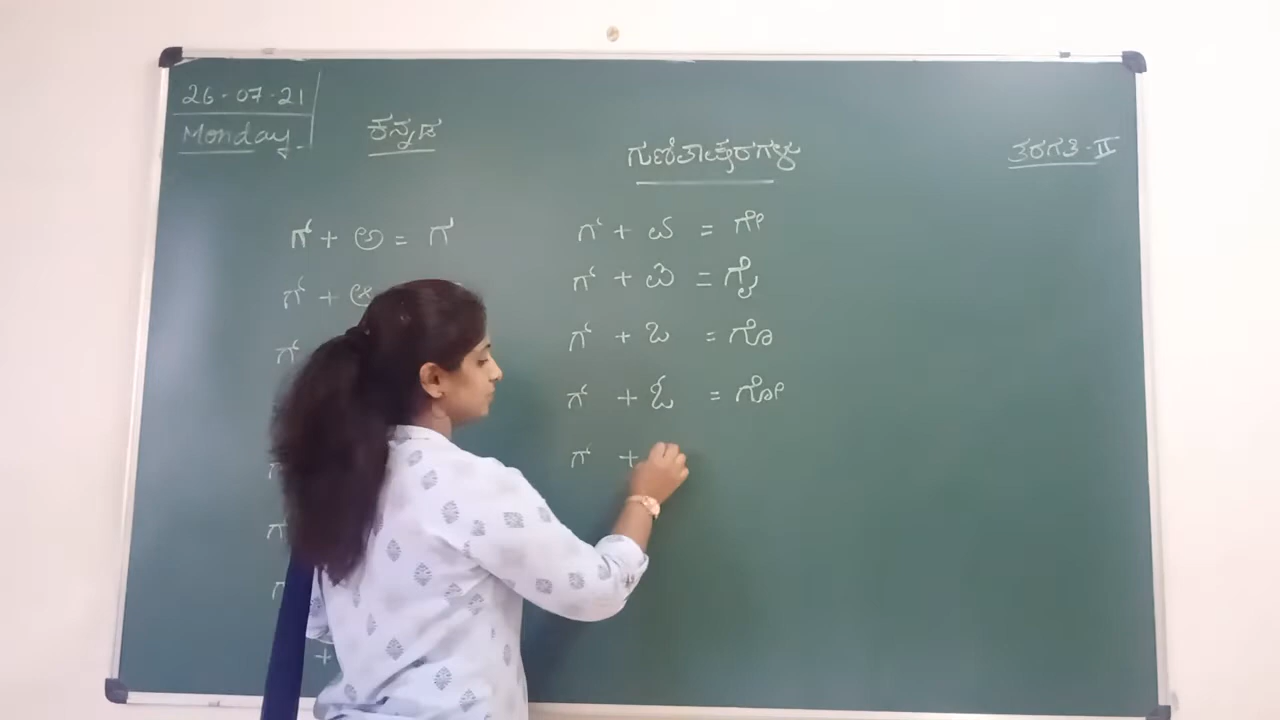 26-07-21
Monday.
ಕನ್ನಡ
ಗುಣಿತಾಕ್ಷರಗಳು
ತರಗತಿ-II
ಗ್ + ಅ = ಗ
ಗ್ + ಆ
ಗ್
ಗ್ + ಏ = ಗೇ
ಗ್ + ಐ = ಗೈ
ಗ್ + ಒ = ಗೊ
ಗ್ + ಓ = ಗೋ
ಗ್ +
+